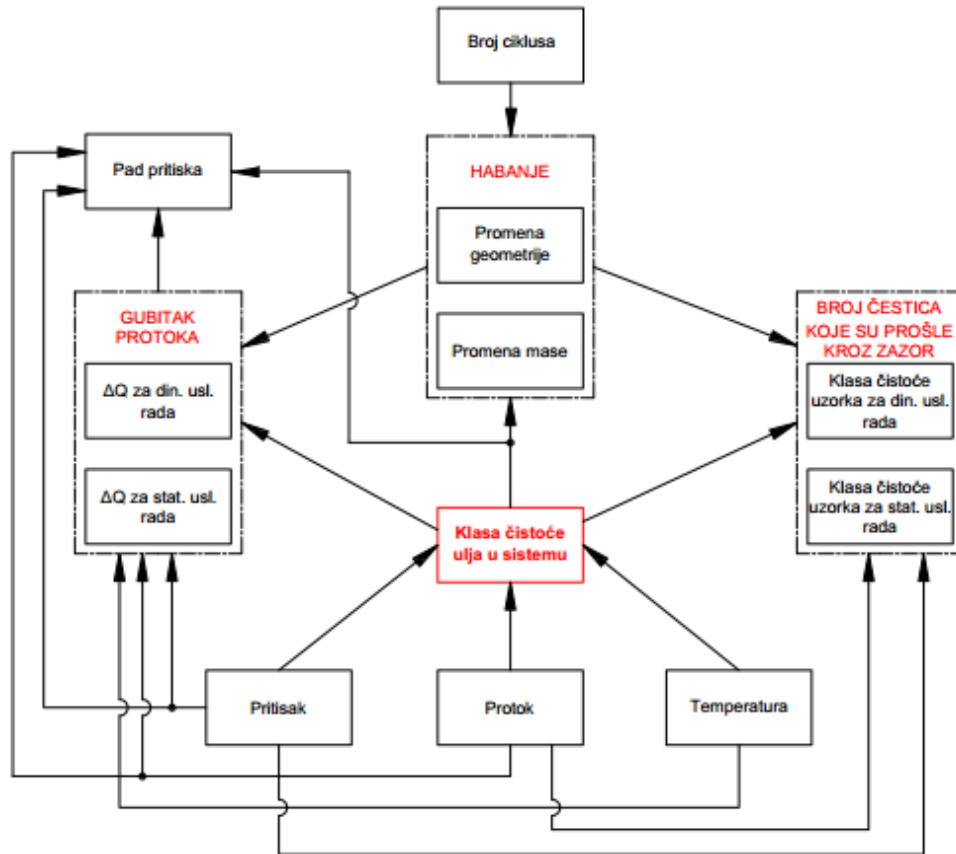 Broj ciklusa
Pad pritiska
HABANJE
Promena
geometrije
Promena mase
GUBITAK
PROTOKA
ΔQ za din. usl.
rada
ΔQ za stat. usl.
rada
BROJ ČESTICA
KOJE SU PROŠLE
KROZ ZAZOR
Klasa čistoće
uzorka za din. usl.
rada
Klasa čistoće
uzorka za stat. usl.
rada
Klasa čistoće
ulja u sistemu
Pritisak
Protok
Temperatura